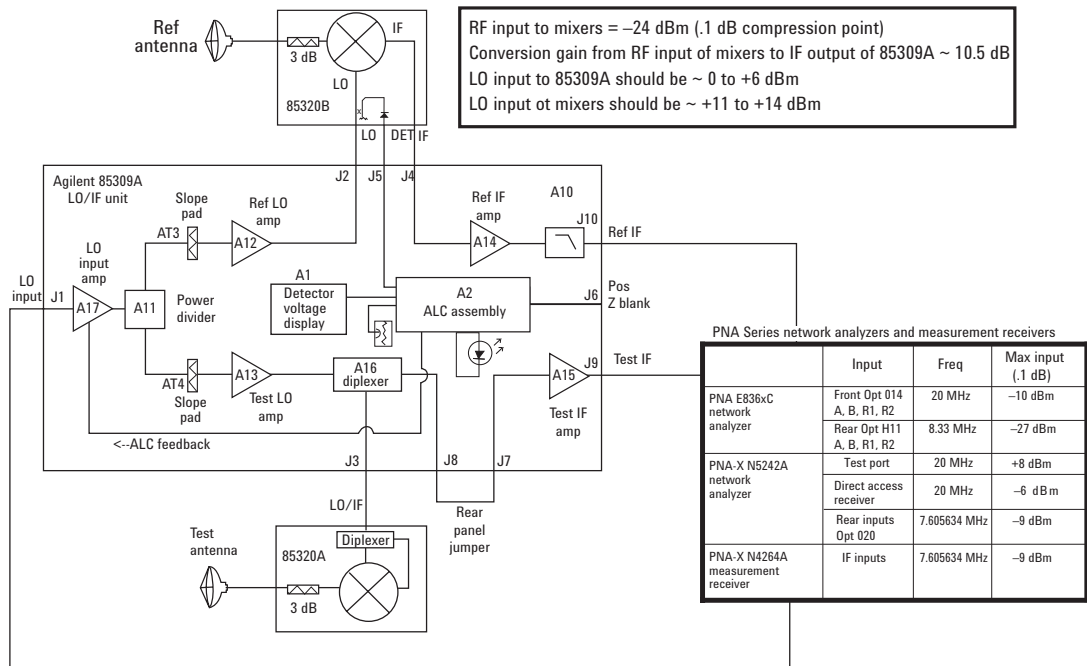 Ref
antenna
3 dB
IF
LO
85320B
LO
DET
IF
RF input to mixers = –24 dBm (.1 dB compression point)
Conversion gain from RF input of mixers to IF output of 85309A ~ 10.5 dB
LO input to 85309A should be ~ 0 to +6 dBm
LO input ot mixers should be ~ +11 to +14 dBm
Agilent 85309A
LO/IF unit
J2
J5
J4
Slope
pad
AT3
Ref LO
amp
A12
Ref IF
amp
A14
A10
J10
Ref IF
LO
input
amp
LO
input
J1
A17
A11
Power
divider
A1
Detector
voltage
display
A2
ALC assembly
J6
Pos
Z blank
AT4
Slope
pad
A13
Test LO
amp
A16
diplexer
A15
J9
Test IF
Test IF
amp
<--ALC feedback
J3
J8
J7
LO/IF
Rear
panel
jumper
Test
antenna
85320A
Diplexer
3 dB
PNA Series network analyzers and measurement receivers
Input
Freq
Max input
(.1 dB)
PNA E836xC
network
analyzer
Front Opt 014
A, B, R1, R2
20 MHz
–10 dBm
Rear Opt H11
A, B, R1, R2
8.33 MHz
–27 dBm
PNA-X N5242A
network
analyzer
Test port
20 MHz
+8 dBm
Direct access
receiver
20 MHz
–6 dBm
Rear inputs
Opt 020
7.605634 MHz
–9 dBm
PNA-X N4264A
measurement
receiver
IF inputs
7.605634 MHz
–9 dBm